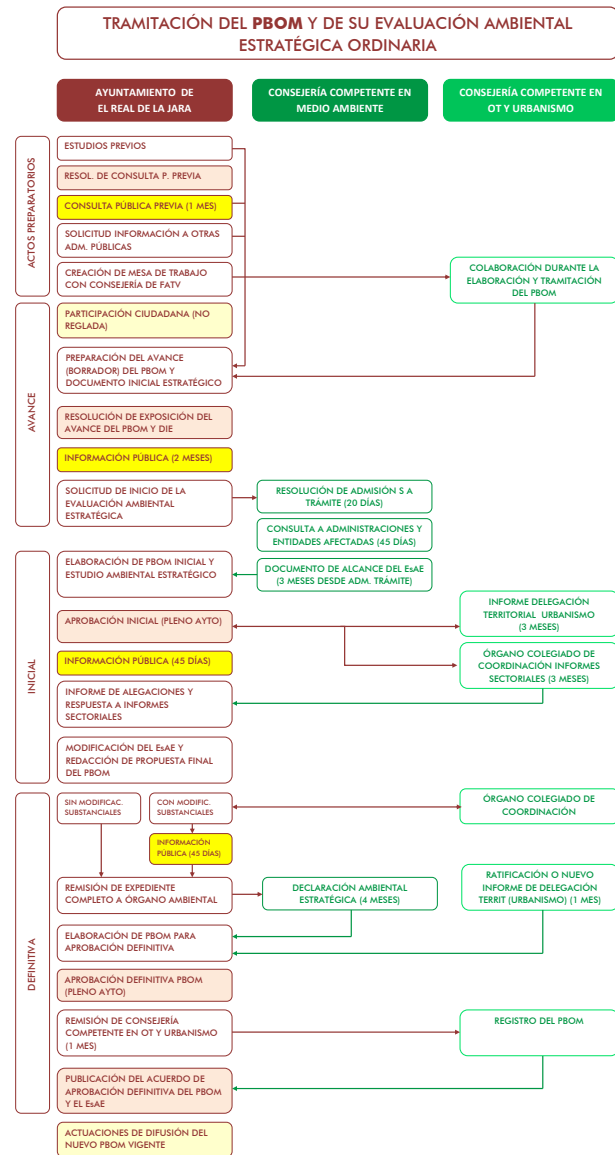 TRAMITACIÓN DEL PBOM Y DE SU EVALUACIÓN AMBIENTAL
ESTRATÉGICA ORDINARIA
AYUNTAMIENTO DE
EL REAL DE LA JARA
CONSEJERÍA COMPETENTE EN
MEDIO AMBIENTE
CONSEJERÍA COMPETENTE EN
OT Y URBANISMO
ACTOS PREPARATORIOS
ESTUDIOS PREVIOS
RESOL. DE CONSULTA P. PREVIA
CONSULTA PÚBLICA PREVIA (1 MES)
SOLICITUD INFORMACIÓN A OTRAS
ADM. PÚBLICAS
CREACIÓN DE MESA DE TRABAJO
CON CONSEJERÍA DE FATV
COLABORACIÓN DURANTE LA
ELABORACIÓN Y TRAMITACIÓN
DEL PBOM
AVANCE
PARTICIPACIÓN CIUDADANA (NO
REGLADA)
PREPARACIÓN DEL AVANCE
(BORRADOR) DEL PBOM Y
DOCUMENTO INICIAL ESTRATÉGICO
RESOLUCIÓN DE EXPOSICIÓN DEL
AVANCE DEL PBOM Y DIE
INFORMACIÓN PÚBLICA (2 MESES)
SOLICITUD DE INICIO DE LA
EVALUACIÓN AMBIENTAL
ESTRATÉGICA
RESOLUCIÓN DE ADMISIÓN S A
TRÁMITE (20 DÍAS)
CONSULTA A ADMINISTRACIONES Y
ENTIDADES AFECTADAS (45 DÍAS)
INICIAL
ELABORACIÓN DE PBOM INICIAL Y
ESTUDIO AMBIENTAL ESTRATÉGICO
DOCUMENTO DE ALCANCE DEL EsAE
(3 MESES DESDE ADM. TRÁMITE)
APROBACIÓN INICIAL (PLENO AYTO)
INFORME DELEGACIÓN
TERRITORIAL URBANISMO
(3 MESES)
INFORMACIÓN PÚBLICA (45 DÍAS)
ÓRGANO COLEGIADO DE
COORDINACIÓN INFORMES
SECTORIALES (3 MESES)
INFORME DE ALEGACIONES Y
RESPUESTA A INFORMES
SECTORIALES
MODIFICACIÓN DEL EsAE Y
REDACCIÓN DE PROPUESTA FINAL
DEL PBOM
DEFINITIVA
SIN MODIFICAC.
SUBSTANCIALES
CON MODIFIC.
SUBSTANCIALES
ÓRGANO COLEGIADO DE
COORDINACIÓN
INFORMACIÓN
PÚBLICA (45 DÍAS)
REMISIÓN DE EXPEDIENTE
COMPLETO A ÓRGANO AMBIENTAL
DECLARACIÓN AMBIENTAL
ESTRATÉGICA (4 MESES)
RATIFICACIÓN O NUEVO
INFORME DE DELEGACIÓN
TERRIT (URBANISMO) (1 MES)
ELABORACIÓN DE PBOM PARA
APROBACIÓN DEFINITIVA
APROBACIÓN DEFINITIVA PBOM
(PLENO AYTO)
REMISIÓN DE CONSEJERÍA
COMPETENTE EN OT Y URBANISMO
(1 MES)
REGISTRO DEL PBOM
PUBLICACIÓN DEL ACUERDO DE
APROBACIÓN DEFINITIVA DEL PBOM
Y EL EsAE
ACTUACIONES DE DIFUSIÓN DEL
NUEVO PBOM VIGENTE